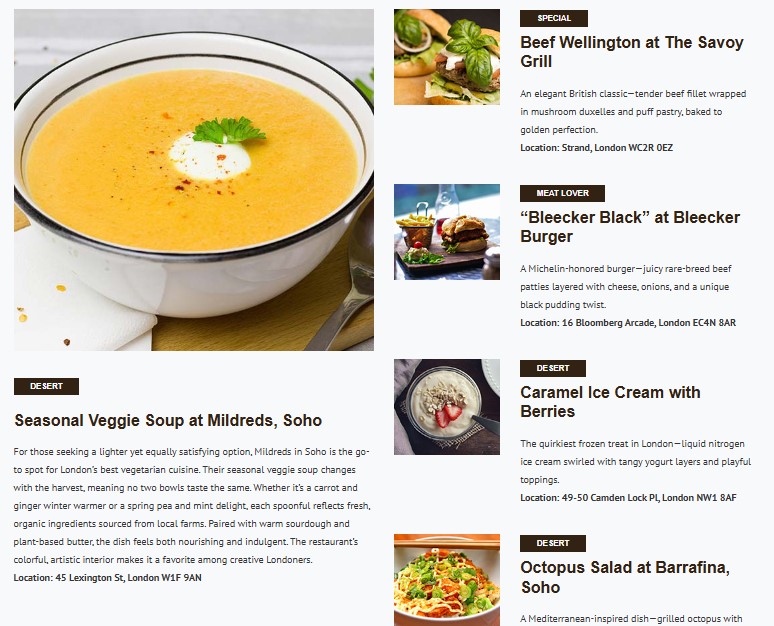 DESERT
Seasonal Veggie Soup at Mildreds, Soho
For those seeking a lighter yet equally satisfying option, Mildreds in Soho is the go-
to spot for London's best vegetarian cuisine. Their seasonal veggie soup changes
with the harvest, meaning no two bowls taste the same. Whether it's a carrot and
ginger winter warmer or a spring pea and mint delight, each spoonful reflects fresh,
organic ingredients sourced from local farms. Paired with warm sourdough and
plant-based butter, the dish feels both nourishing and indulgent. The restaurant's
colorful, artistic interior makes it a favorite among creative Londoners.
Location: 45 Lexington St, London W1F 9AN
SPECIAL
Beef Wellington at The Savoy
Grill
An elegant British classic—tender beef fillet wrapped
in mushroom duxelles and puff pastry, baked to
golden perfection.
Location: Strand, London WC2R 0EZ
MEAT LOVER
“Bleecker Black” at Bleecker
Burger
A Michelin-honored burger—juicy rare-breed beef
patties layered with cheese, onions, and a unique
black pudding twist.
Location: 16 Bloomberg Arcade, London EC4N 8AR
DESERT
Caramel Ice Cream with
Berries
The quirkiest frozen treat in London—liquid nitrogen
ice cream swirled with tangy yogurt layers and playful
toppings.
Location: 49-50 Camden Lock Pl, London NW1 8AF
DESERT
Octopus Salad at Barrafina,
Soho
A Mediterranean-inspired dish—grilled octopus with